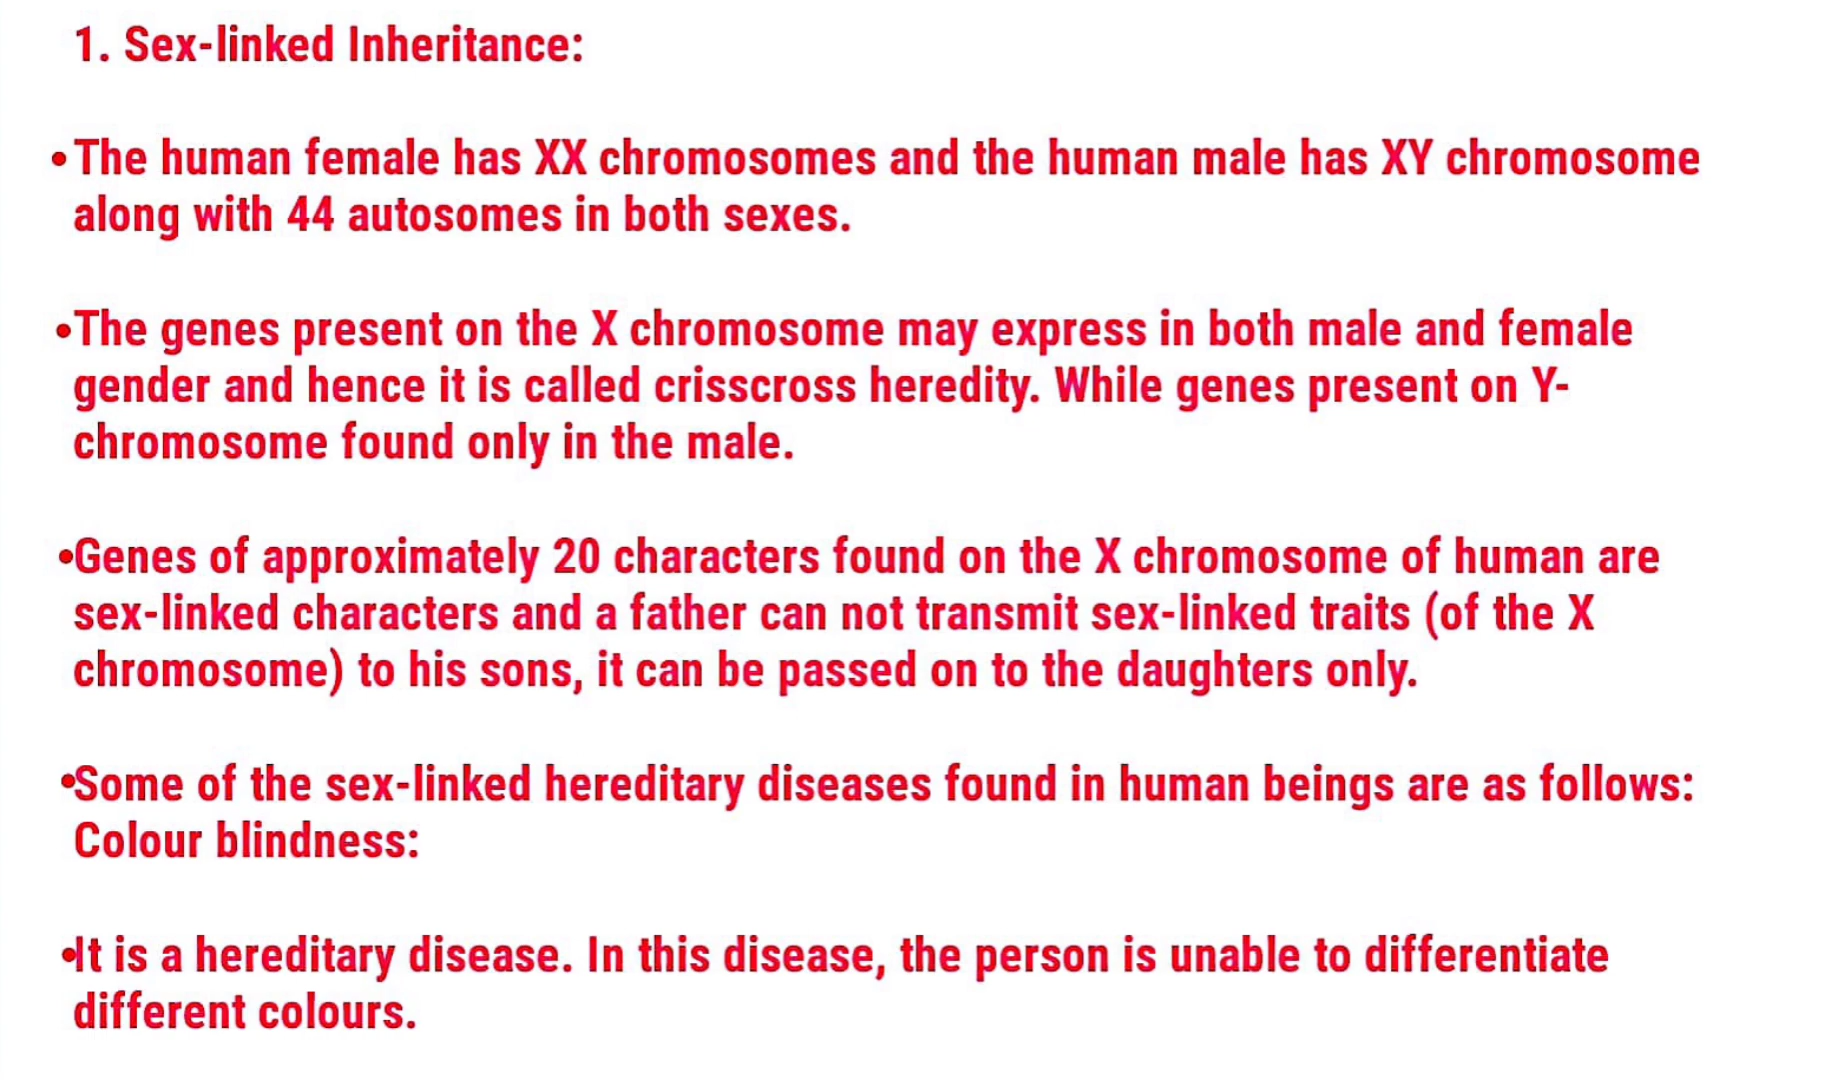 1. Sex-linked Inheritance:
•The human female has XX chromosomes and the human male has XY chromosome
along with 44 autosomes in both sexes.
•The genes present on the X chromosome may express in both male and female
gender and hence it is called crisscross heredity. While genes present on Y-
chromosome found only in the male.
•Genes of approximately 20 characters found on the X chromosome of human are
sex-linked characters and a father can not transmit sex-linked traits (of the X
chromosome) to his sons, it can be passed on to the daughters only.
•Some of the sex-linked hereditary diseases found in human beings are as follows:
Colour blindness:
•It is a hereditary disease. In this disease, the person is unable to differentiate
different colours.